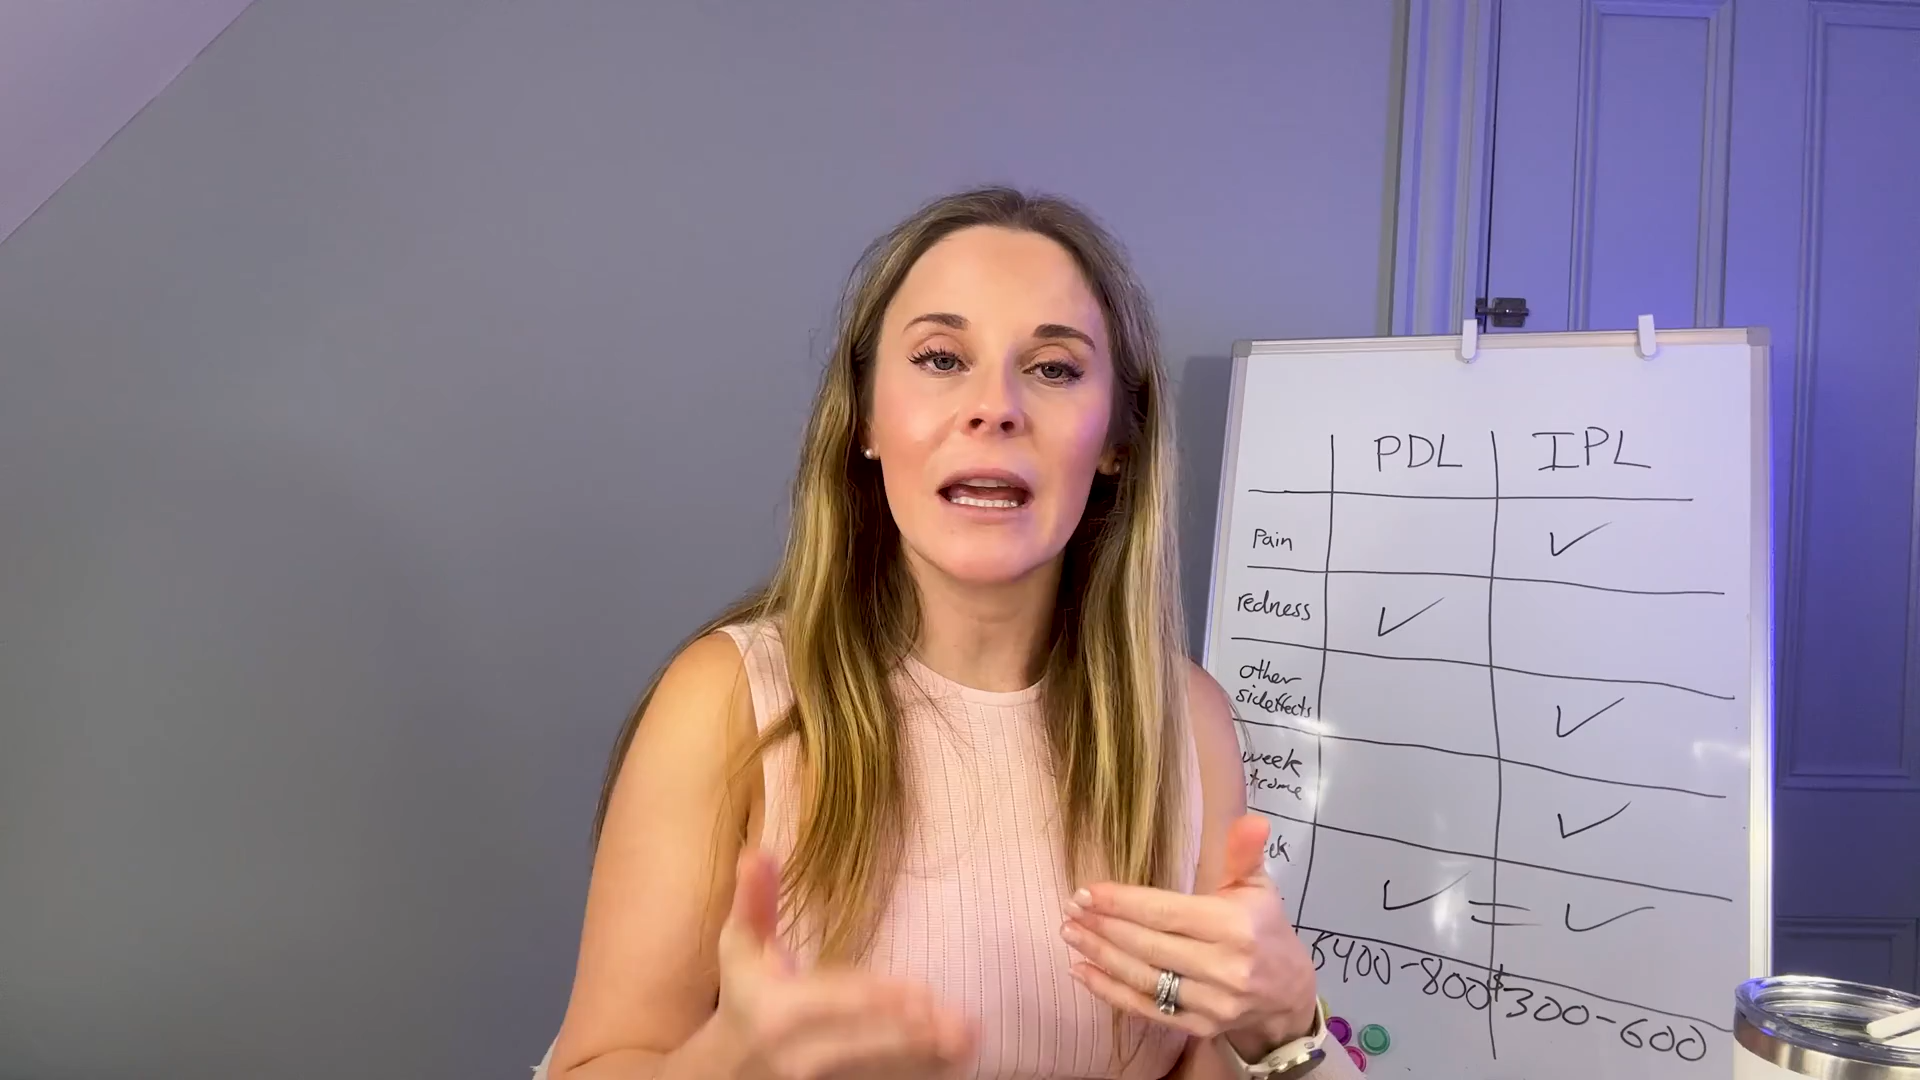 PDL IPL
Pain ✓
redness ✓
other
sideffects ✓
week
✓
✓ = ✓
$400-800 $300-600